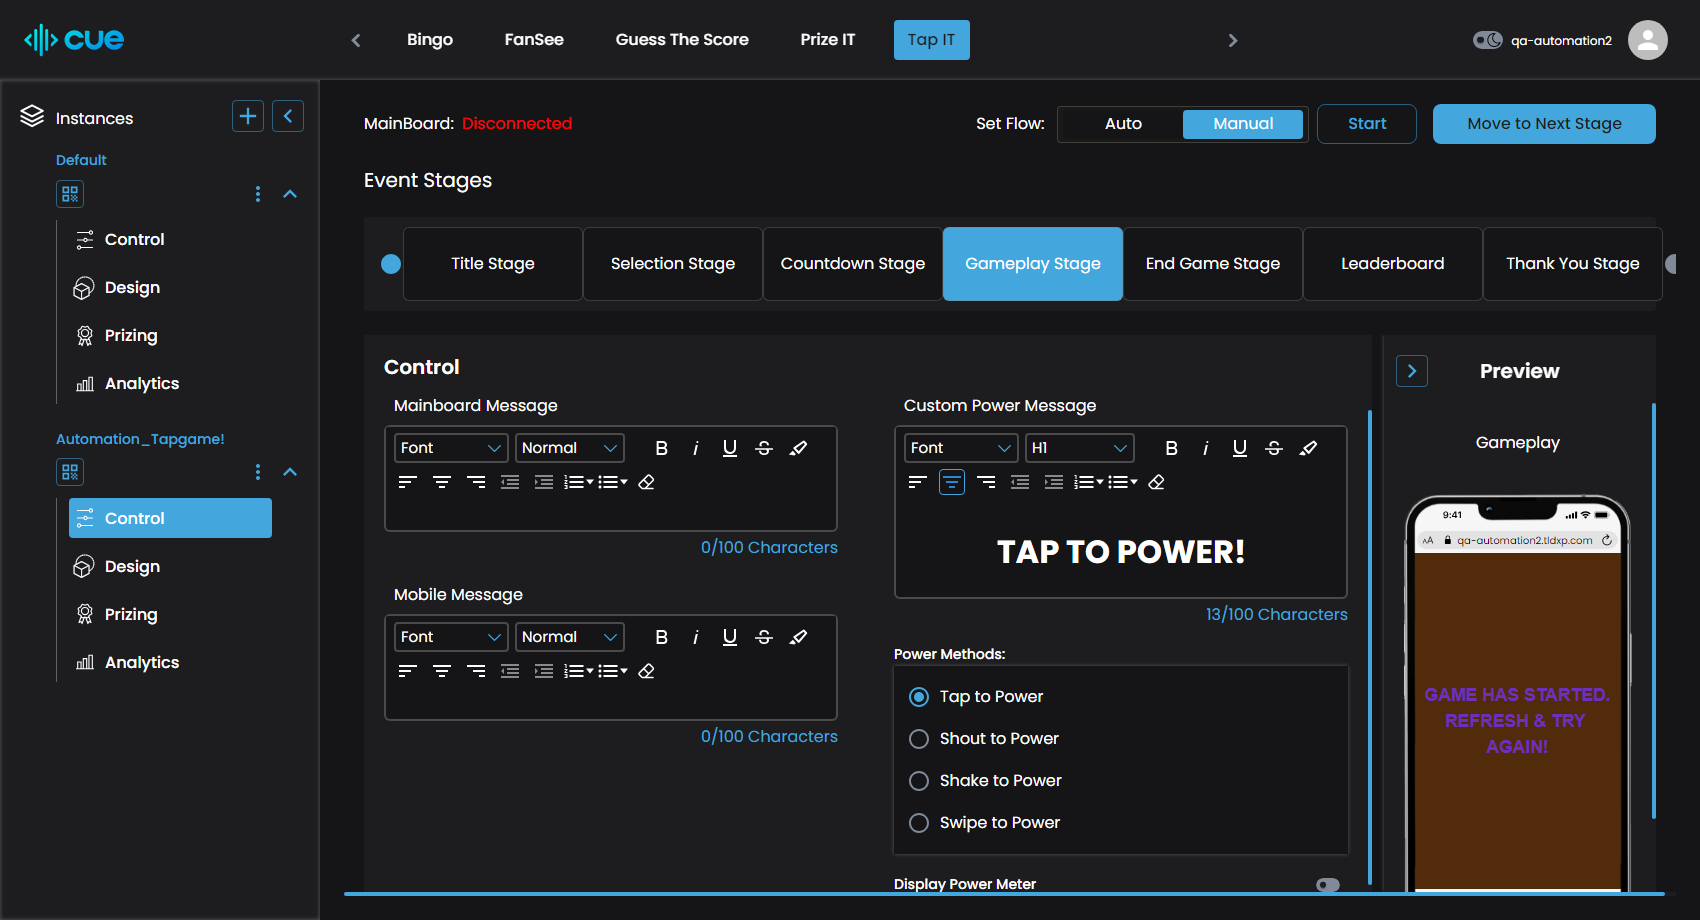 cue
Bingo
FanSee
Guess The Score
Prize IT
Tap IT
qa-automation2
Instances
Default
Control
Design
Prizing
Analytics
Automation_Tapgame!
Control
Design
Prizing
Analytics
MainBoard: Disconnected
Set Flow:
Auto
Manual
Start
Move to Next Stage
Event Stages
Title Stage
Selection Stage
Countdown Stage
Gameplay Stage
End Game Stage
Leaderboard
Thank You Stage
Control
Mainboard Message
Font
Normal
B
i
U
S
0/100 Characters
Mobile Message
Font
Normal
B
i
U
S
0/100 Characters
Custom Power Message
Font
H1
B
i
U
S
TAP TO POWER!
13/100 Characters
Power Methods:
Tap to Power
Shout to Power
Shake to Power
Swipe to Power
Display Power Meter
Preview
Gameplay
9:41
AA
qa-automation2.tldxp.com
GAME HAS STARTED.
REFRESH & TRY
AGAIN!